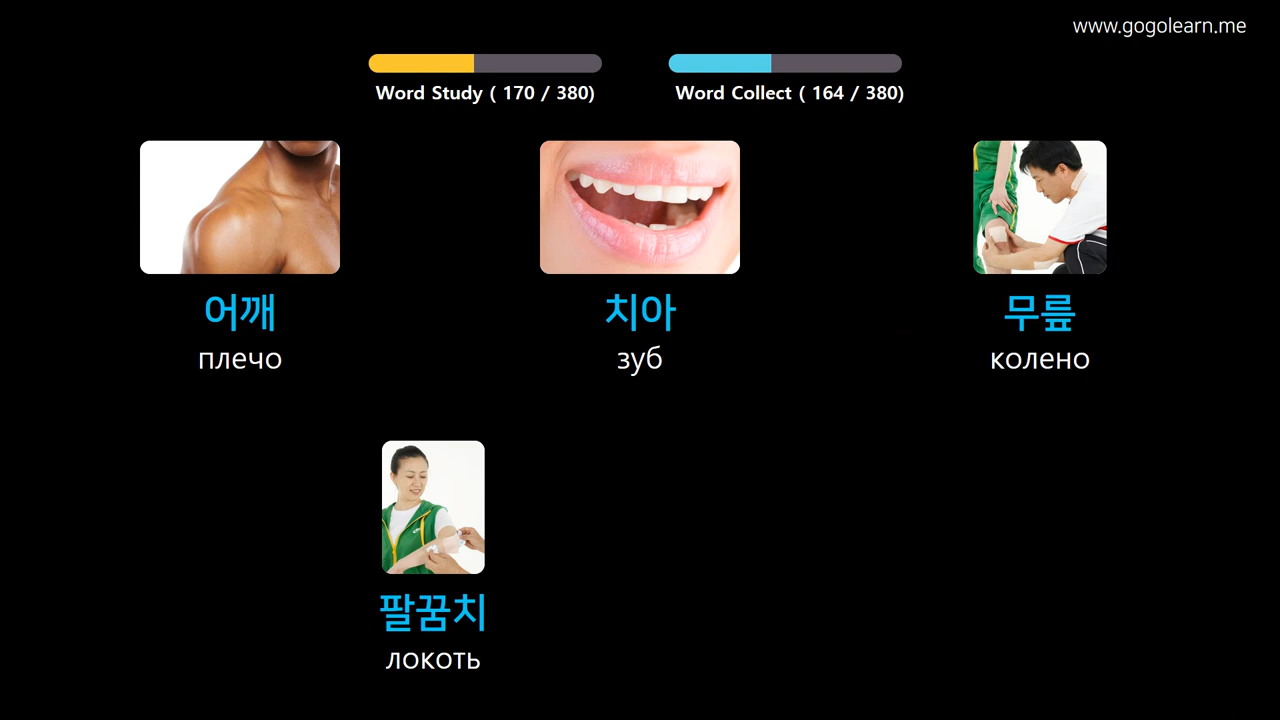 www.gogolearn.me
Word Study ( 170 / 380)
Word Collect ( 164 / 380)
어깨
плечо
치아
зуб
무릎
колено
팔꿈치
локоть